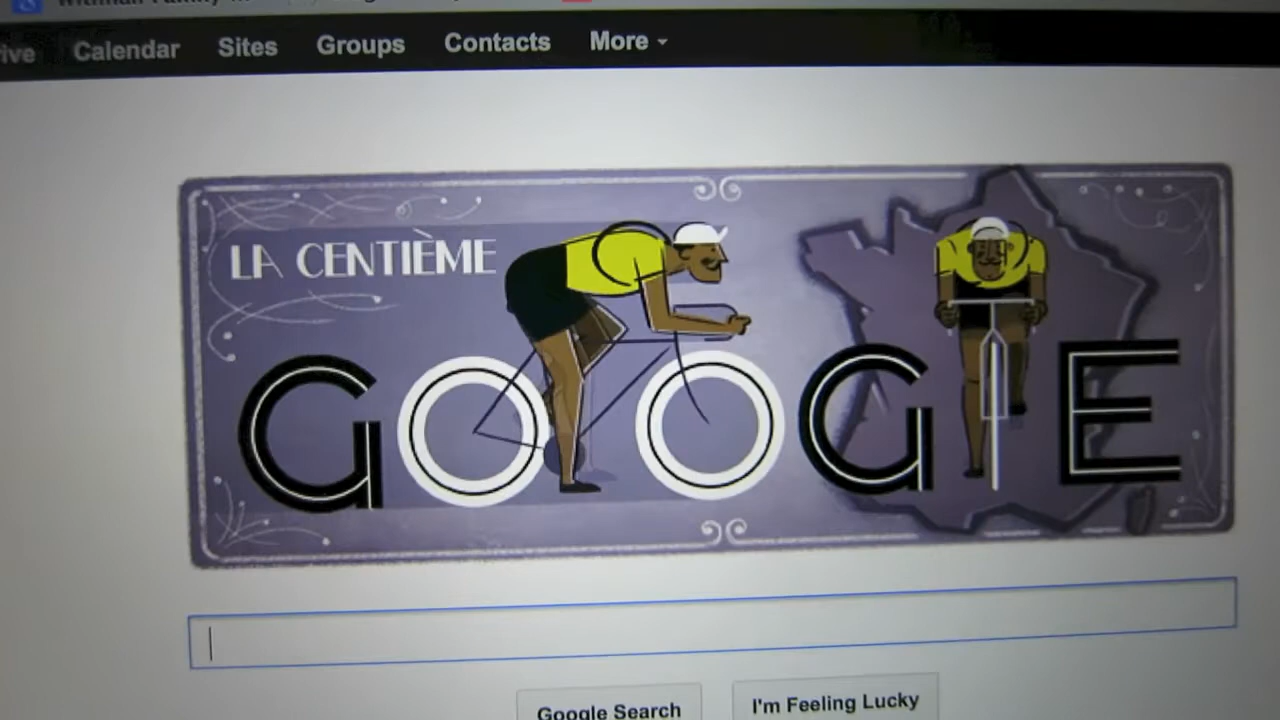 Calendar Sites Groups Contacts More
LA CENTIÈME
GOOGLE
Google Search
I'm Feeling Lucky